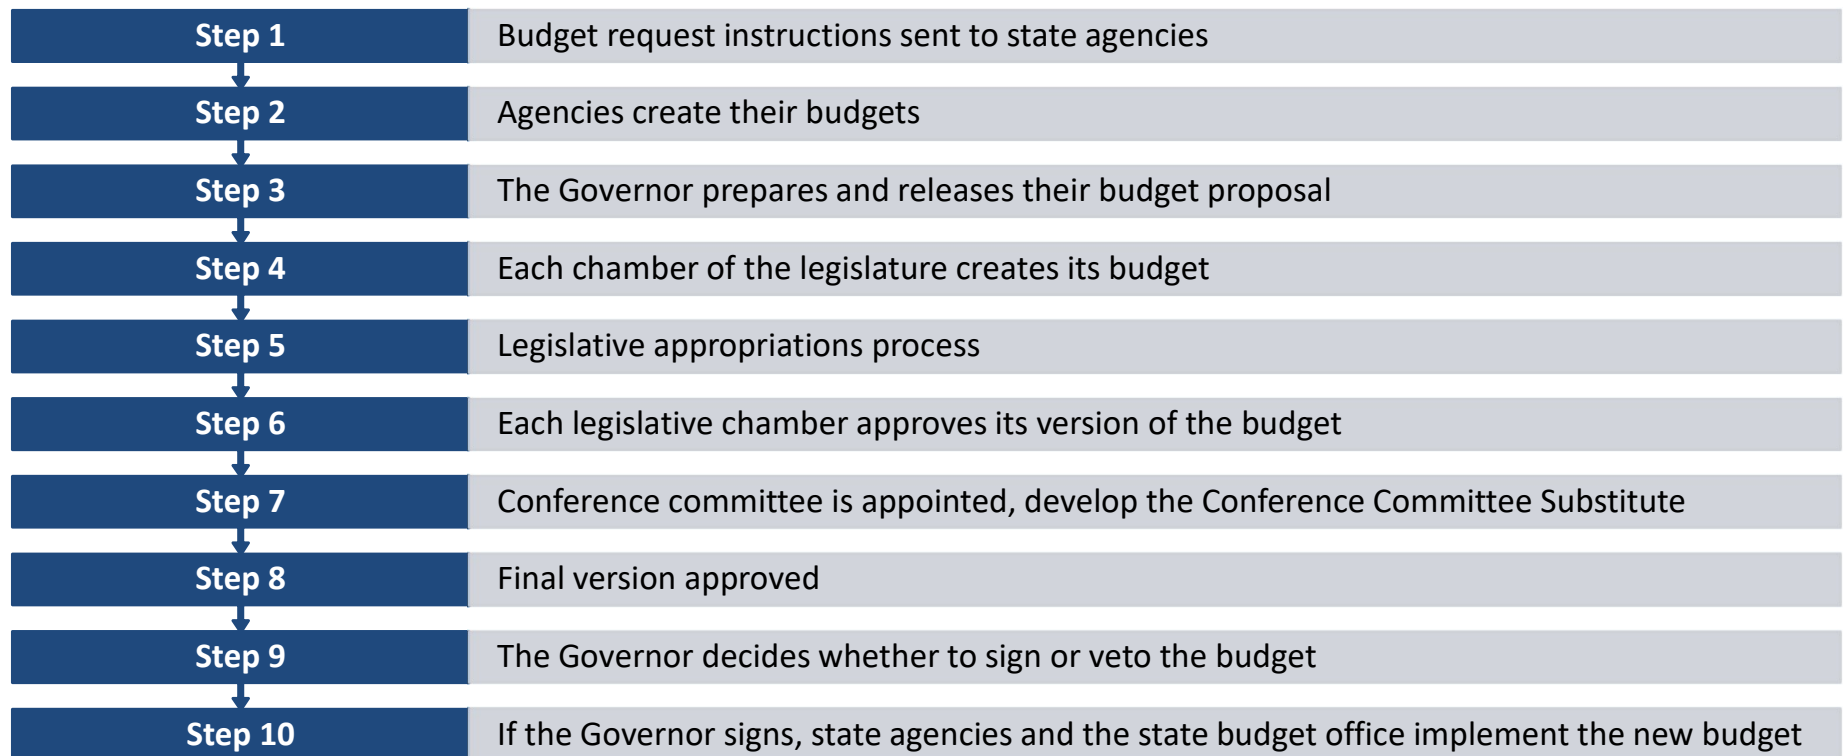 Step 1
Budget request instructions sent to state agencies
Step 2
Agencies create their budgets
Step 3
The Governor prepares and releases their budget proposal
Step 4
Each chamber of the legislature creates its budget
Step 5
Legislative appropriations process
Step 6
Each legislative chamber approves its version of the budget
Step 7
Conference committee is appointed, develop the Conference Committee Substitute
Step 8
Final version approved
Step 9
The Governor decides whether to sign or veto the budget
Step 10
If the Governor signs, state agencies and the state budget office implement the new budget